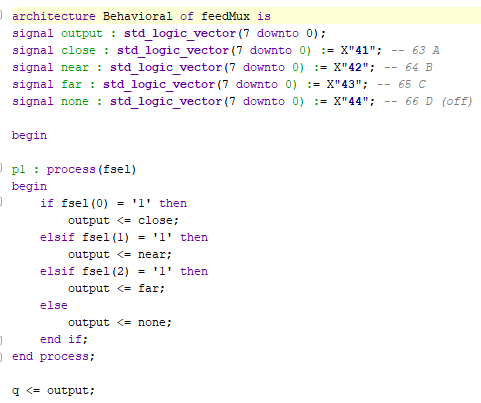 architecture Behavioral of feedMux is
signal output : std_logic_vector(7 downto 0);
signal close : std_logic_vector(7 downto 0) := X"41"; -- 63 A
signal near : std_logic_vector(7 downto 0) := X"42"; -- 64 B
signal far : std_logic_vector(7 downto 0) := X"43"; -- 65 C
signal none : std_logic_vector(7 downto 0) := X"44"; -- 66 D (off)

begin

p1 : process(fsel)
begin
    if fsel(0) = '1' then
        output <= close;
    elsif fsel(1) = '1' then
        output <= near;
    elsif fsel(2) = '1' then
        output <= far;
    else
        output <= none;
    end if;
end process;

q <= output;